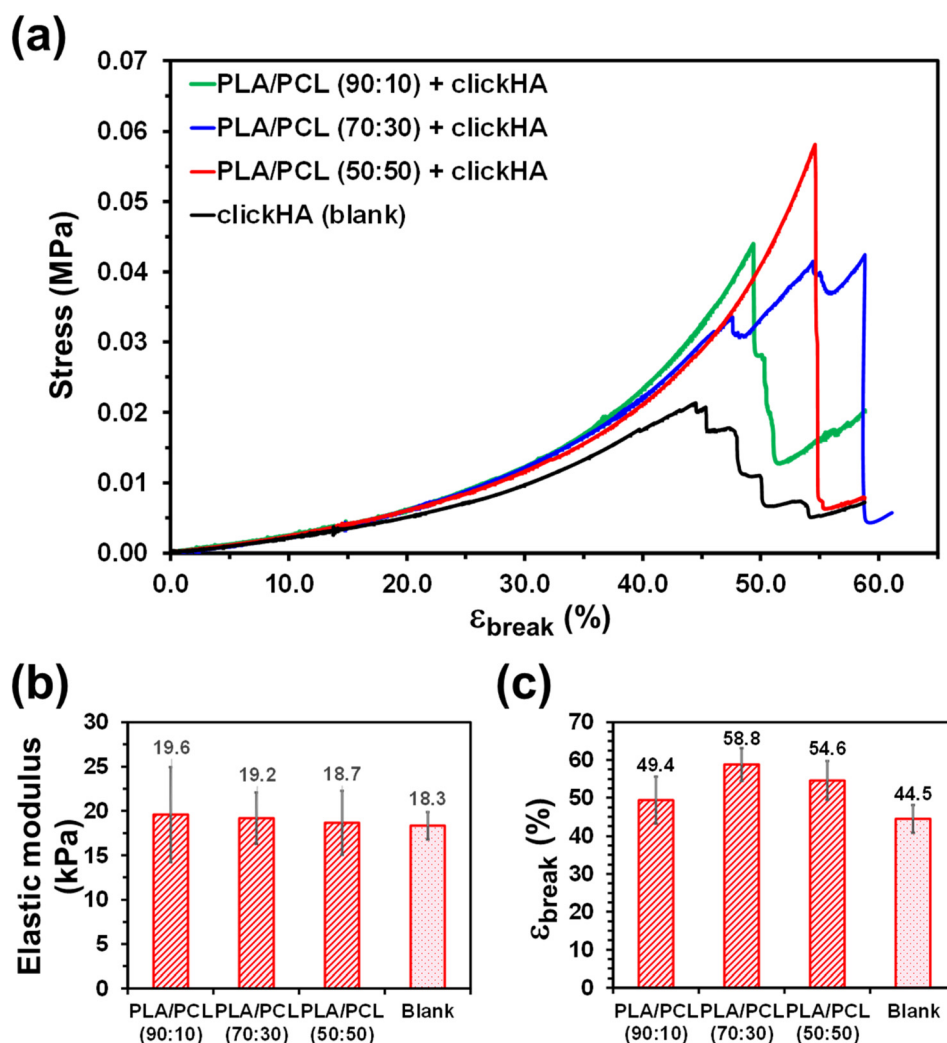 (a)
0.07
0.06
0.05
0.04
0.03
0.02
0.01
0.00
Stress (MPa)
PLA/PCL (90:10) + clickHA
PLA/PCL (70:30) + clickHA
PLA/PCL (50:50) + clickHA
clickHA (blank)
0.0 10.0 20.0 30.0 40.0 50.0 60.0
εbreak (%)
(b)
30
25
20
15
10
5
0
Elastic modulus
(kPa)
19.6 19.2 18.7 18.3
PLA/PCL PLA/PCL PLA/PCL Blank
(90:10) (70:30) (50:50)
(c)
70
60
50
40
30
20
10
0
εbreak (%)
49.4 58.8 54.6 44.5
PLA/PCL PLA/PCL PLA/PCL Blank
(90:10) (70:30) (50:50)